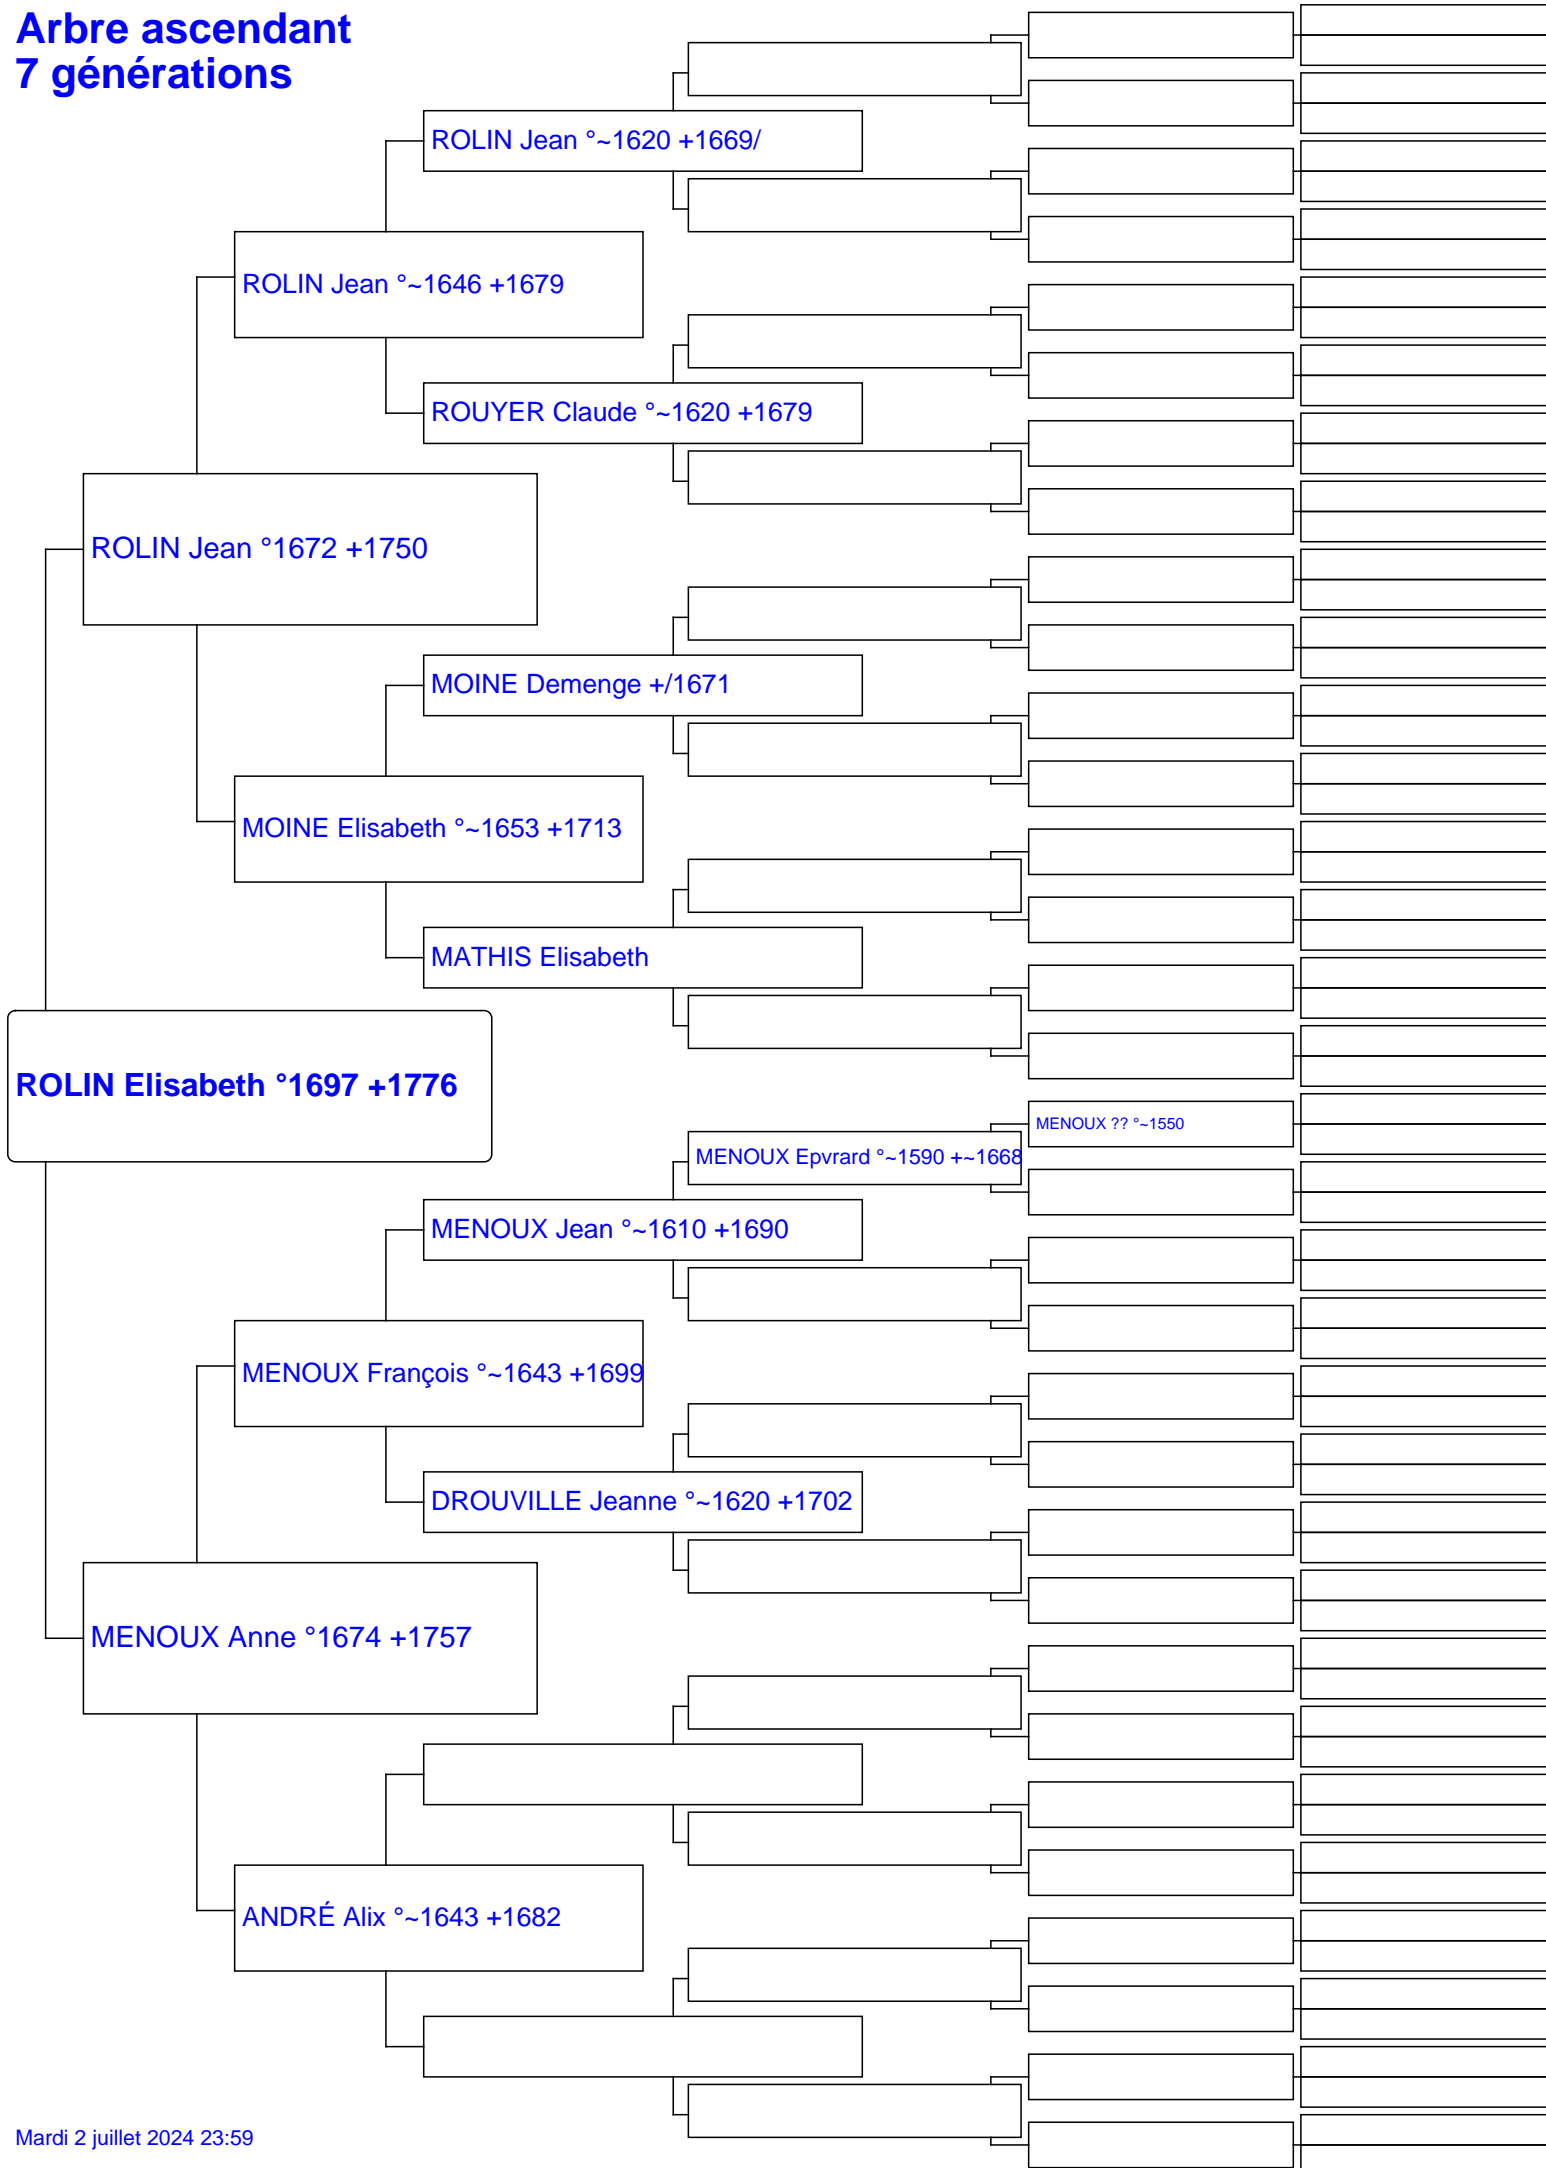 Arbre ascendant
7 générations
ROLIN Jean °~1620 +1669/
ROLIN Jean °~1646 +1679
ROUYER Claude °~1620 +1679
ROLIN Jean °1672 +1750
MOINE Demenge +/1671
MOINE Elisabeth °~1653 +1713
MATHIS Elisabeth
ROLIN Elisabeth °1697 +1776
MENOUX ?? °~1550
MENOUX Epvrard °~1590 +~1668
MENOUX Jean °~1610 +1690
MENOUX François °~1643 +1699
DROUVILLE Jeanne °~1620 +1702
MENOUX Anne °1674 +1757
ANDRÉ Alix °~1643 +1682
Mardi 2 juillet 2024 23:59